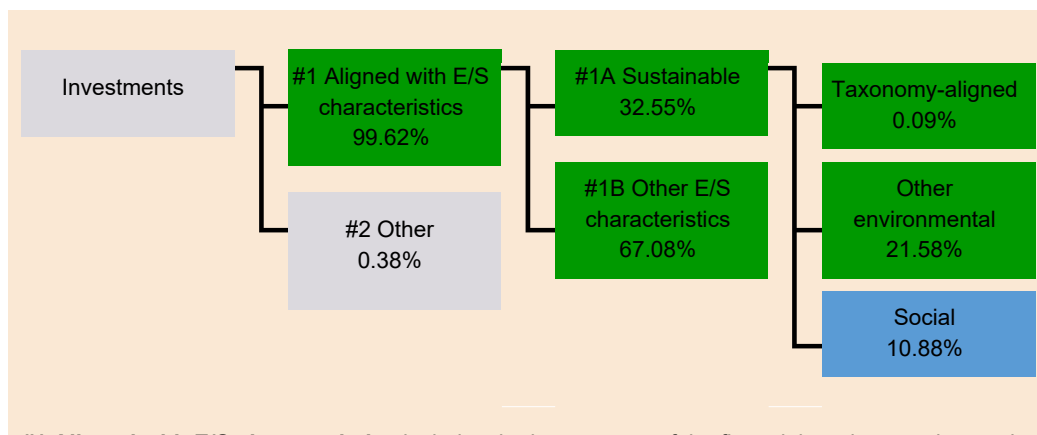 Investments
#1 Aligned with E/S
characteristics
99.62%
#2 Other
0.38%
#1A Sustainable
32.55%
#1B Other E/S
characteristics
67.08%
Taxonomy-aligned
0.09%
Other
environmental
21.58%
Social
10.88%